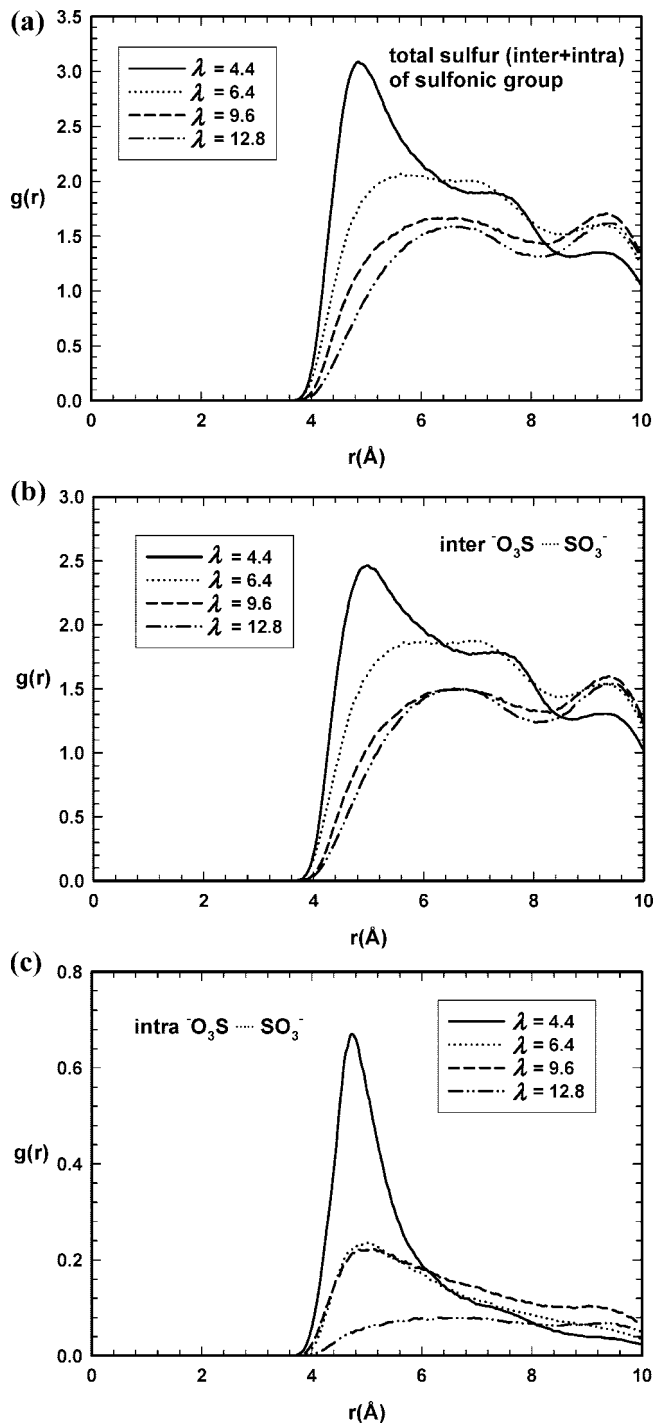 (a)
3.5
3.0
2.5
2.0
1.5
1.0
0.5
0.0
g(r)
λ = 4.4
λ = 6.4
λ = 9.6
λ = 12.8
total sulfur (inter+intra)
of sulfonic group
0 2 4 6 8 10
r(Å)
(b)
3.0
2.5
2.0
1.5
1.0
0.5
0.0
g(r)
λ = 4.4
λ = 6.4
λ = 9.6
λ = 12.8
inter ⁻O₃S ····· SO₃⁻
0 2 4 6 8 10
r(Å)
(c)
0.8
0.6
0.4
0.2
0.0
g(r)
intra ⁻O₃S ····· SO₃⁻
λ = 4.4
λ = 6.4
λ = 9.6
λ = 12.8
0 2 4 6 8 10
r(Å)